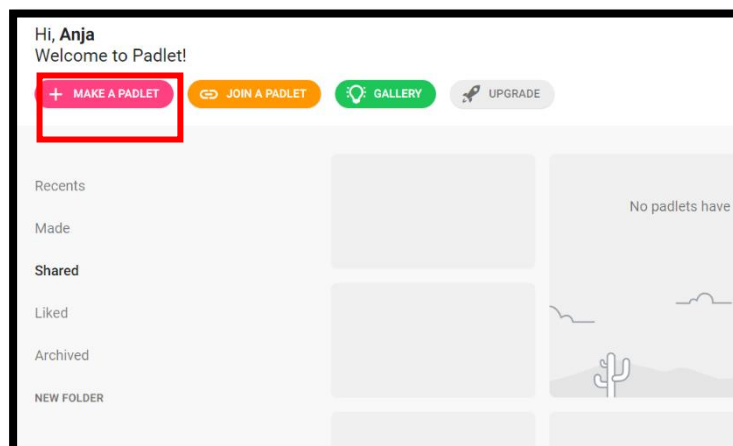 Hi, Anja
Welcome to Padlet!
MAKE A PADLET
JOIN A PADLET
GALLERY
UPGRADE
Recents
No padlets have
Made
Shared
Liked
Archived
NEW FOLDER